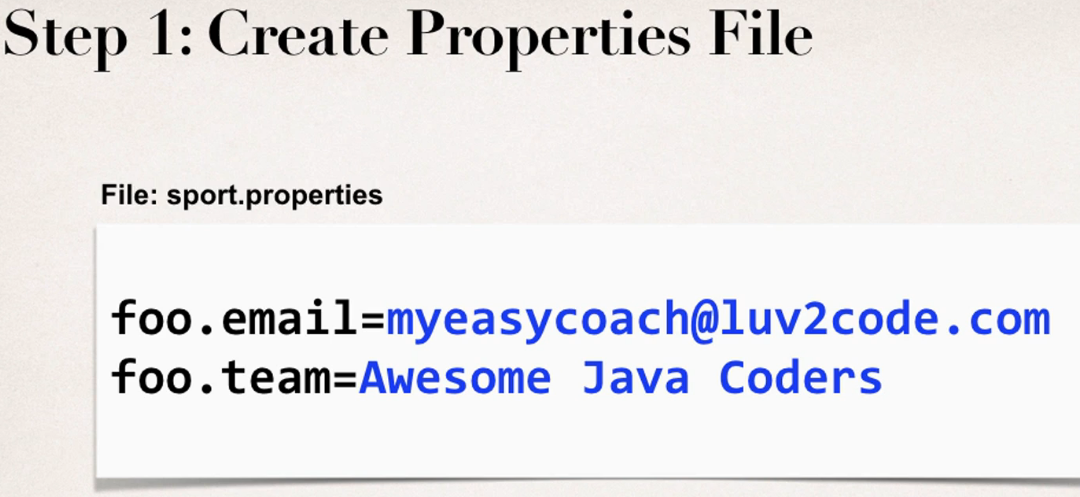 Step 1: Create Properties File
File: sport.properties
foo.email=myeasycoach@luv2code.com
foo.team=Awesome Java Coders